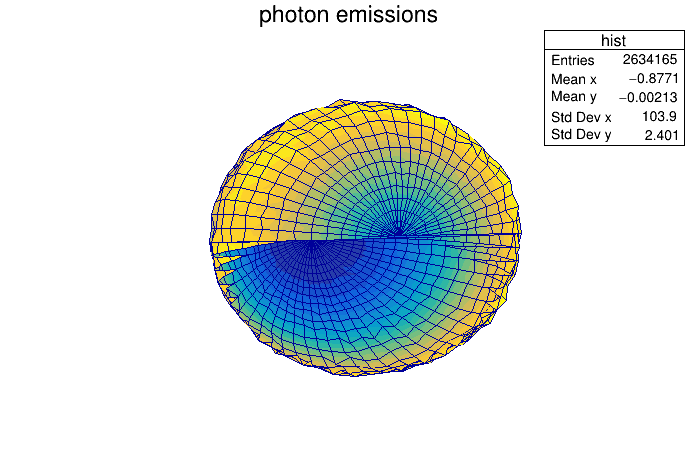 photon emissions
hist
Entries 2634165
Mean x −0.8771
Mean y −0.00213
Std Dev x 103.9
Std Dev y 2.401